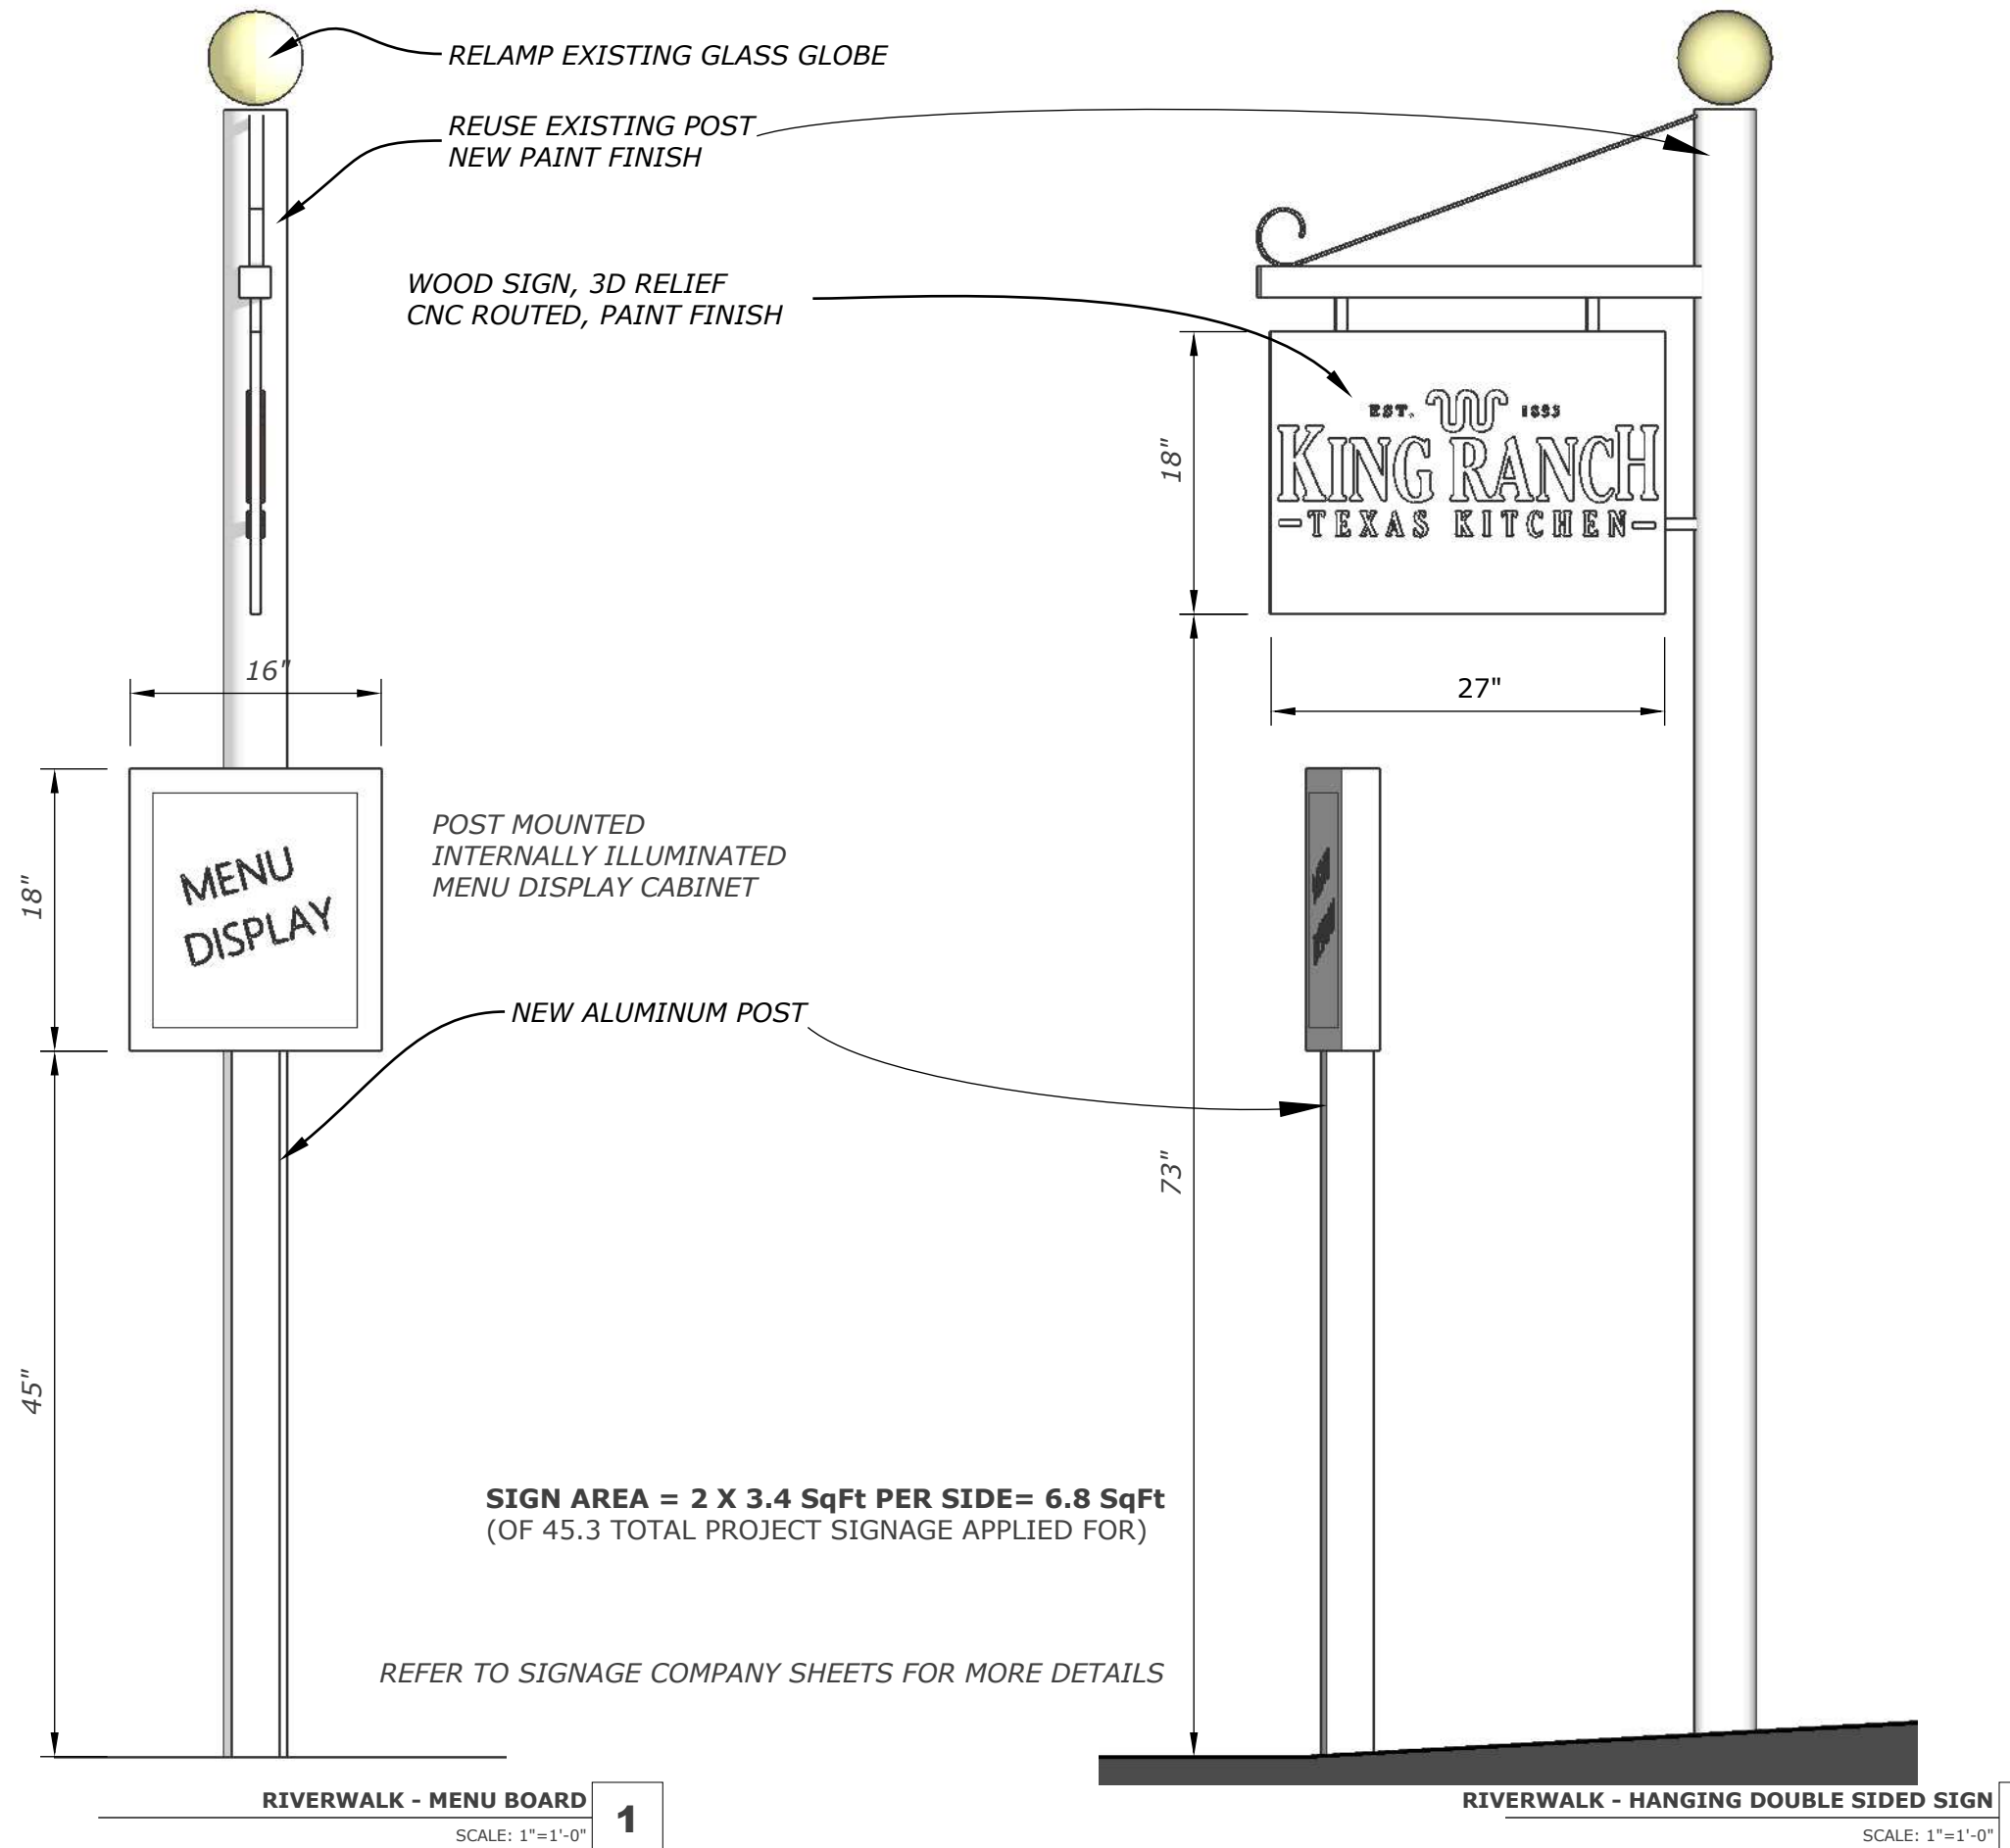 RELAMP EXISTING GLASS GLOBE
REUSE EXISTING POST
NEW PAINT FINISH
WOOD SIGN, 3D RELIEF
CNC ROUTED, PAINT FINISH
EST. 1853
KING RANCH
-TEXAS KITCHEN-
18"
27"
16"
18"
MENU
DISPLAY
POST MOUNTED
INTERNALLY ILLUMINATED
MENU DISPLAY CABINET
NEW ALUMINUM POST
73"
45"
SIGN AREA = 2 X 3.4 SqFt PER SIDE= 6.8 SqFt
(OF 45.3 TOTAL PROJECT SIGNAGE APPLIED FOR)
REFER TO SIGNAGE COMPANY SHEETS FOR MORE DETAILS
RIVERWALK - MENU BOARD
SCALE: 1"=1'-0"
1
RIVERWALK - HANGING DOUBLE SIDED SIGN
SCALE: 1"=1'-0"